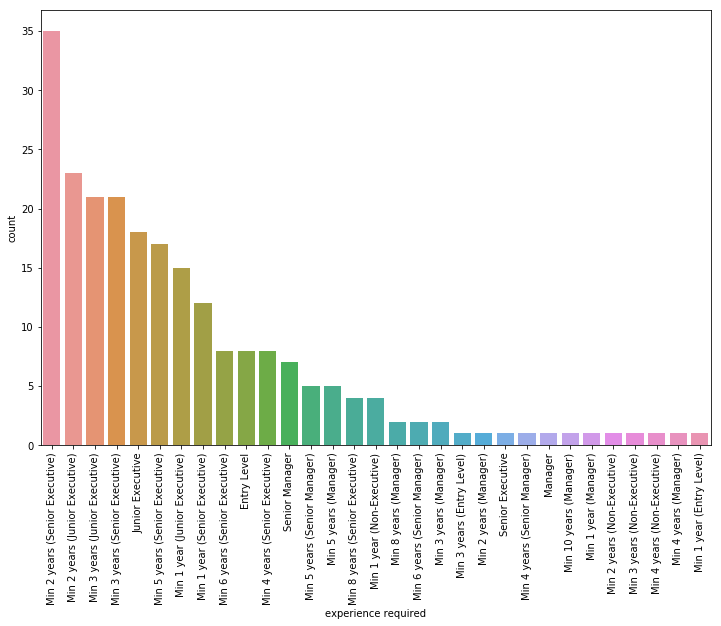 35
30
25
20
15
10
5
0
count
Min 2 years (Senior Executive)
Min 2 years (Junior Executive)
Min 3 years (Junior Executive)
Min 3 years (Senior Executive)
Junior Executive
Min 5 years (Senior Executive)
Min 1 year (Junior Executive)
Min 1 year (Senior Executive)
Min 6 years (Senior Executive)
Entry Level
Min 4 years (Senior Executive)
Senior Manager
Min 5 years (Senior Manager)
Min 5 years (Manager)
Min 8 years (Senior Executive)
Min 1 year (Non-Executive)
Min 8 years (Manager)
Min 6 years (Senior Manager)
Min 3 years (Manager)
Min 3 years (Entry Level)
Min 2 years (Manager)
Senior Executive
Min 4 years (Senior Manager)
Manager
Min 10 years (Manager)
Min 1 year (Manager)
Min 2 years (Non-Executive)
Min 3 years (Non-Executive)
Min 4 years (Non-Executive)
Min 4 years (Manager)
Min 1 year (Entry Level)
experience required